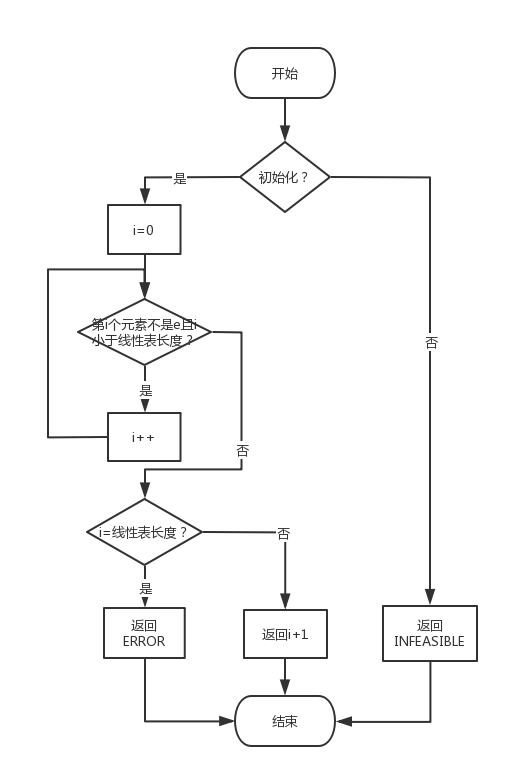 开始
初始化？
是
i=0
第i个元素不是e且i
小于线性表长度？
否
是
i++
否
i=线性表长度？
否
是
返回
ERROR
返回i+1
返回
INFEASIBLE
结束